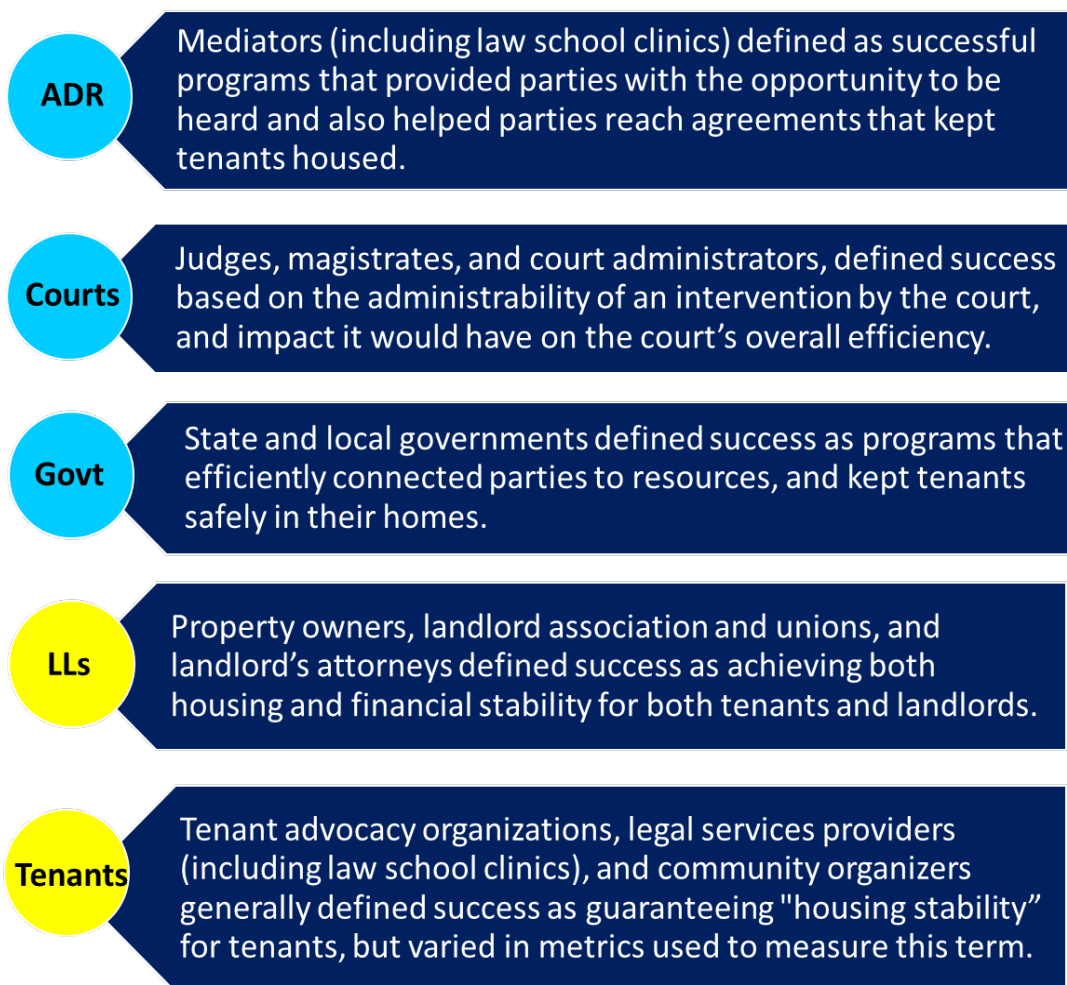 ADR
Mediators (including law school clinics) defined as successful
programs that provided parties with the opportunity to be
heard and also helped parties reach agreements that kept
tenants housed.
Courts
Judges, magistrates, and court administrators, defined success
based on the administrability of an intervention by the court,
and impact it would have on the court’s overall efficiency.
Govt
State and local governments defined success as programs that
efficiently connected parties to resources, and kept tenants
safely in their homes.
LLs
Property owners, landlord association and unions, and
landlord’s attorneys defined success as achieving both
housing and financial stability for both tenants and landlords.
Tenants
Tenant advocacy organizations, legal services providers
(including law school clinics), and community organizers
generally defined success as guaranteeing "housing stability”
for tenants, but varied in metrics used to measure this term.